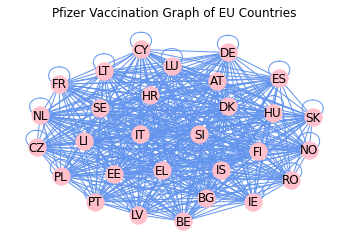 Pfizer Vaccination Graph of EU Countries
CY
DE
LU
LT
AT
ES
FR
HR
SE
DK
NL
HU
SK
IT
SI
LI
CZ
FI
NO
EE
EL
IS
PL
RO
BG
PT
IE
LV
BE